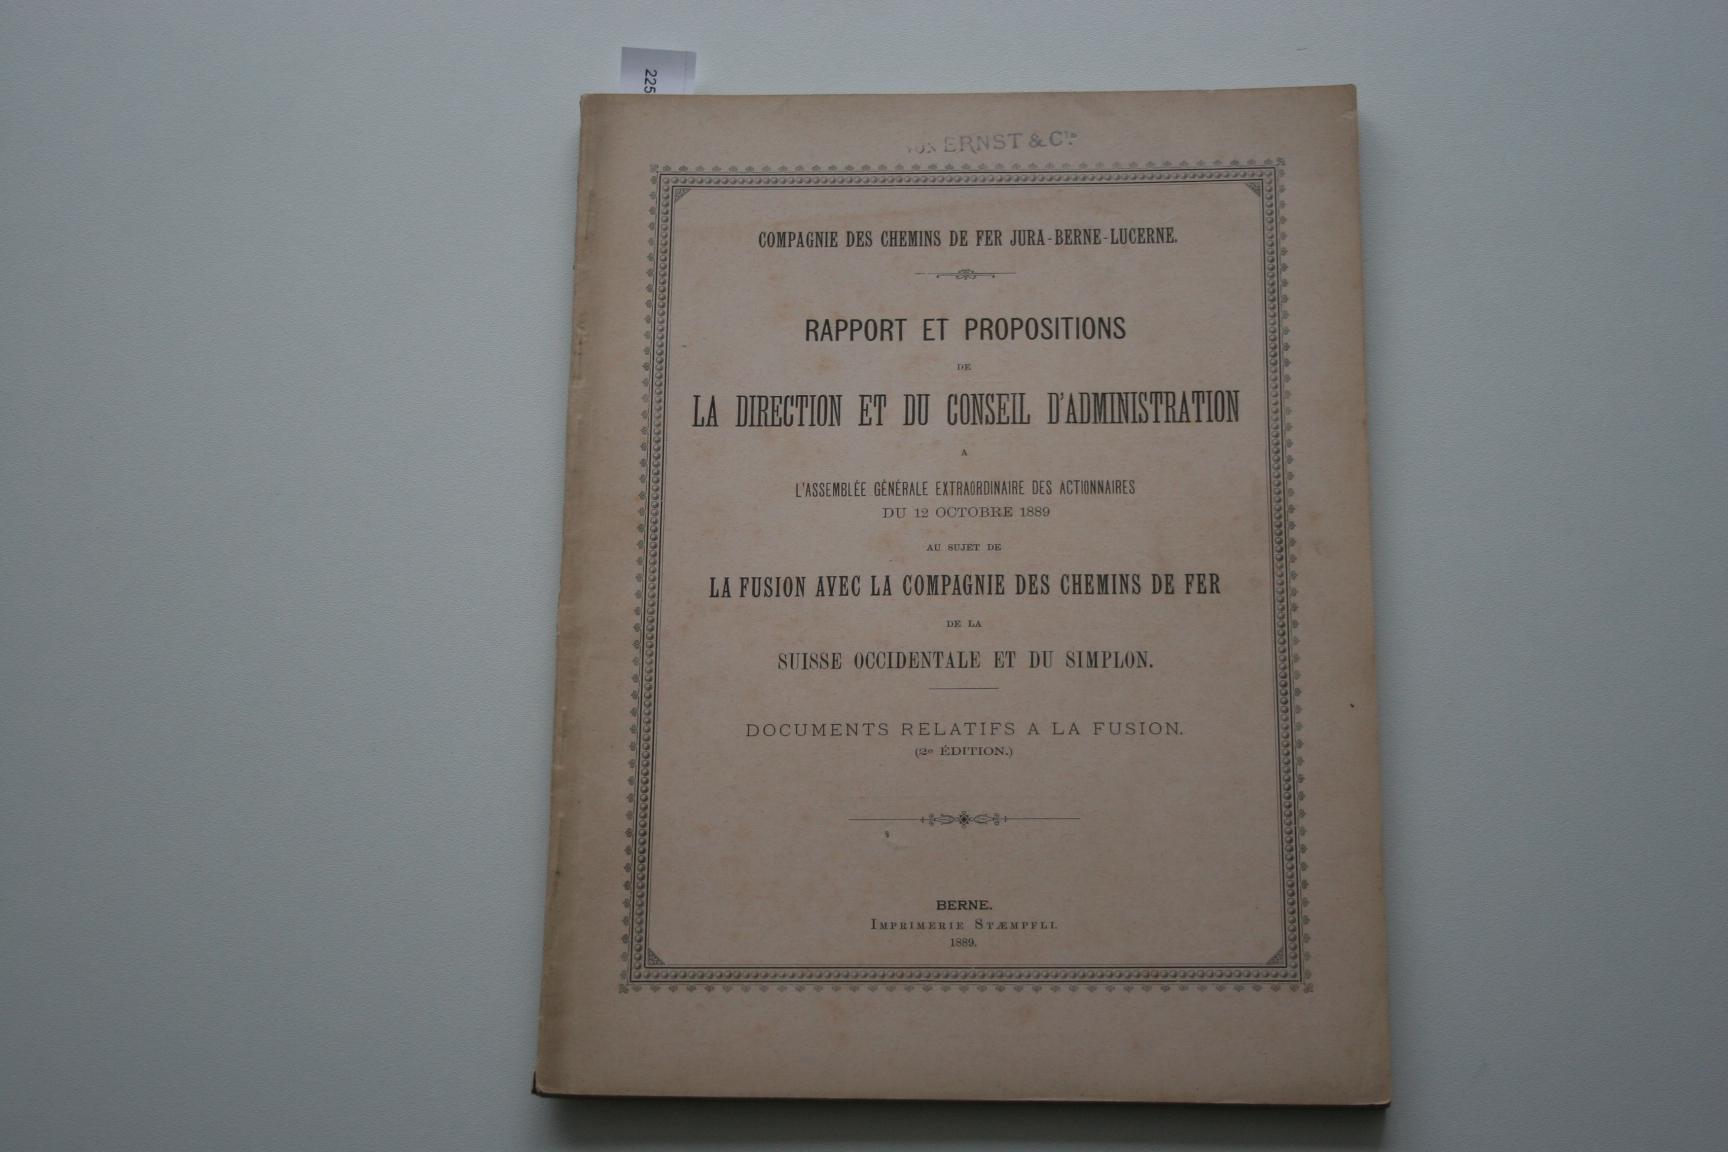 225
VON ERNST & Cie
COMPAGNIE DES CHEMINS DE FER JURA-BERNE-LUCERNE.
RAPPORT ET PROPOSITIONS
DE
LA DIRECTION ET DU CONSEIL D'ADMINISTRATION
A
L'ASSEMBLÉE GÉNÉRALE EXTRAORDINAIRE DES ACTIONNAIRES
DU 12 OCTOBRE 1889
AU SUJET DE
LA FUSION AVEC LA COMPAGNIE DES CHEMINS DE FER
DE LA
SUISSE OCCIDENTALE ET DU SIMPLON.
DOCUMENTS RELATIFS A LA FUSION.
(2e ÉDITION.)
BERNE.
IMPRIMERIE STÆMPFLI.
1889.